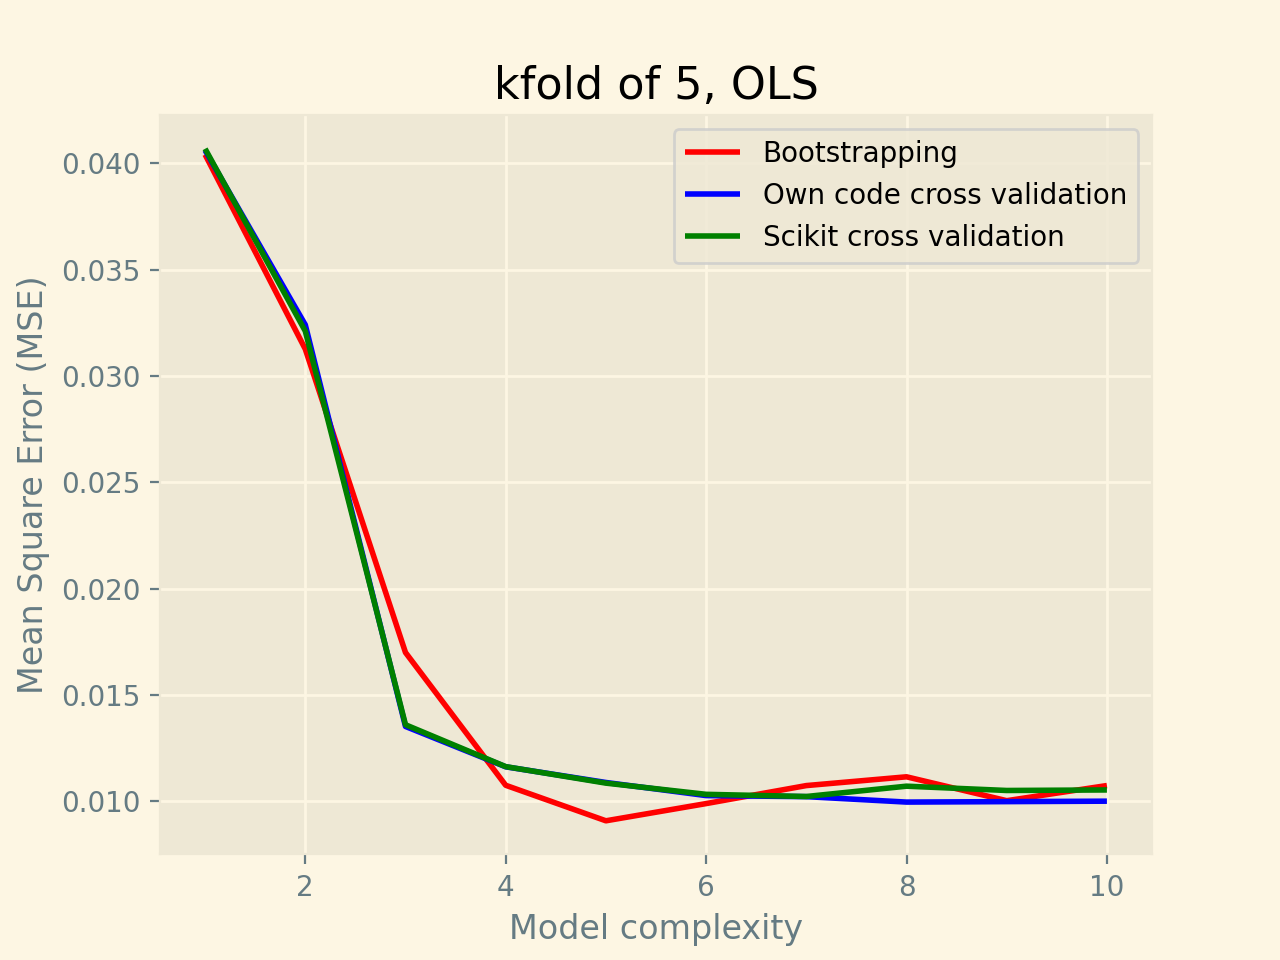 kfold of 5, OLS
Bootstrapping
Own code cross validation
Scikit cross validation
Mean Square Error (MSE)
0.040
0.035
0.030
0.025
0.020
0.015
0.010
2 4 6 8 10
Model complexity